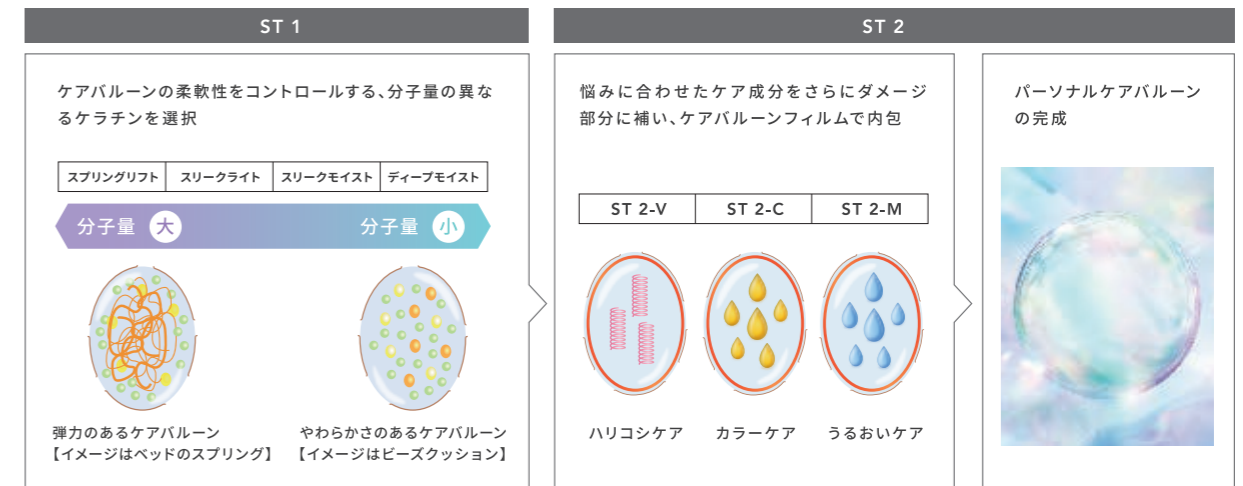 ST 1
ケアバルーンの柔軟性をコントロールする、分子量の異な
るケラチンを選択
スプリングリフト スリークライト スリークモイスト ディープモイスト
分子量 大 分子量 小
弾力のあるケアバルーン
【イメージはベッドのスプリング】
やわらかさのあるケアバルーン
【イメージはビーズクッション】
ST 2
悩みに合わせたケア成分をさらにダメージ
部分に補い、ケアバルーンフィルムで内包
ST 2-V ST 2-C ST 2-M
ハリコシケア カラーケア うるおいケア
パーソナルケアバルーン
の完成